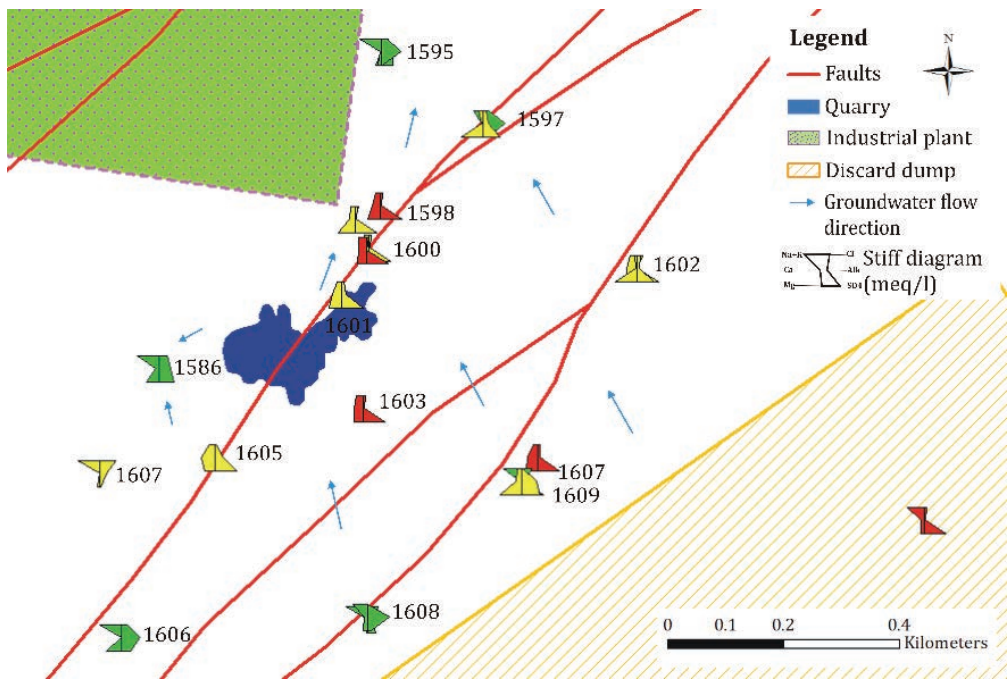 Legend
N
Faults
Quarry
Industrial plant
Discard dump
Groundwater flow
direction
Na+K Cl
Ca Alk
Mg SO4
Stiff diagram
(meq/l)
1595
1597
1598
1600
1602
1601
1586
1603
1605
1607
1607
1609
1608
1606
0 0.1 0.2 0.4
Kilometers